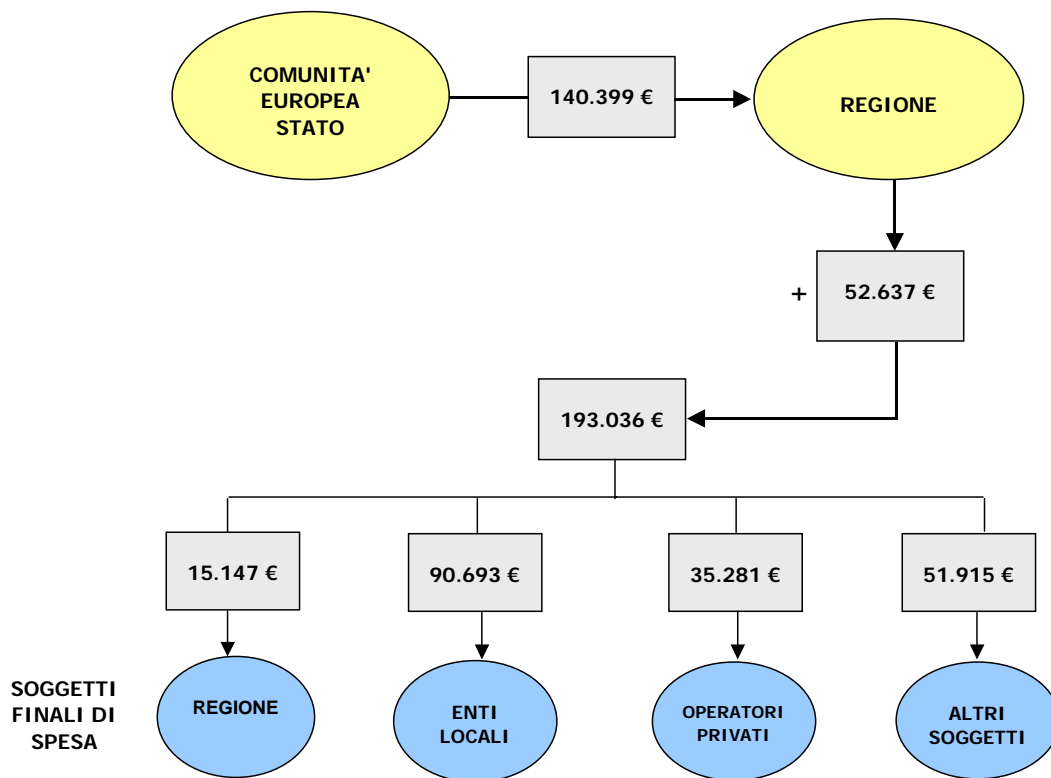 COMUNITA'
EUROPEA
STATO
140.399 €
REGIONE
+
52.637 €
193.036 €
15.147 €
90.693 €
35.281 €
51.915 €
SOGGETTI
FINALI DI
SPESA
REGIONE
ENTI
LOCALI
OPERATORI
PRIVATI
ALTRI
SOGGETTI